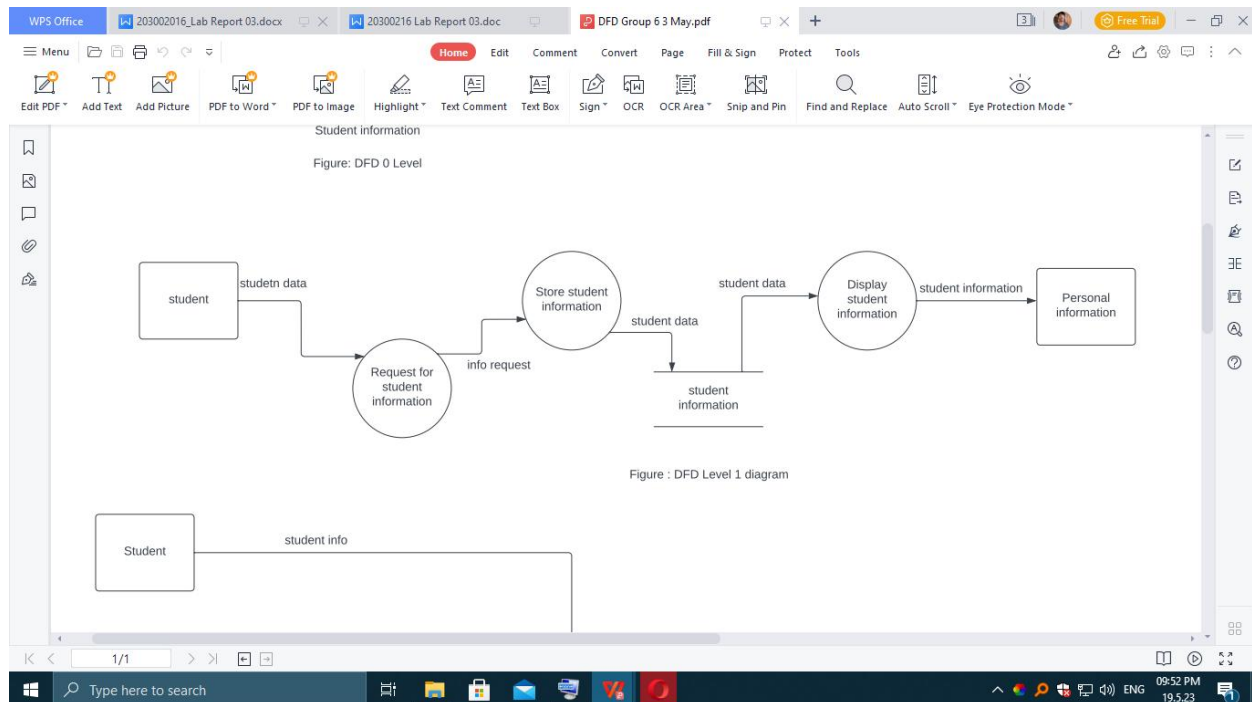 WPS Office
203002016_Lab Report 03.docx
20300216 Lab Report 03.doc
DFD Group 6 3 May.pdf
3
Free Trial
Menu
Home
Edit
Comment
Convert
Page
Fill & Sign
Protect
Tools
Edit PDF
Add Text
Add Picture
PDF to Word
PDF to Image
Highlight
Text Comment
Text Box
Sign
OCR
OCR Area
Snip and Pin
Find and Replace
Auto Scroll
Eye Protection Mode
Student information
Figure: DFD 0 Level
student
studetn data
Request for
student
information
info request
Store student
information
student data
student
information
student data
Display
student
information
student information
Personal
information
Figure : DFD Level 1 diagram
Student
student info
1/1
Type here to search
ENG
09:52 PM
19.5.23
1